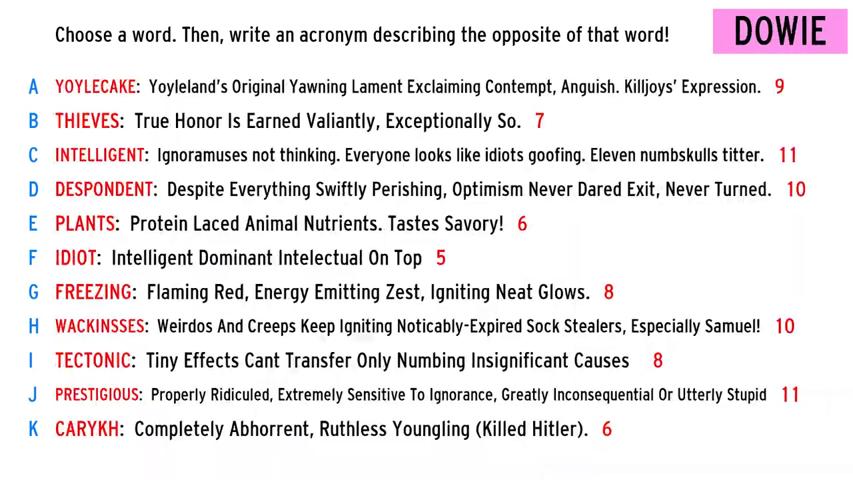 Choose a word. Then, write an acronym describing the opposite of that word!
DOWIE
A YOYLECAKE: Yoyleland's Original Yawning Lament Exclaiming Contempt, Anguish. Killjoys' Expression. 9
B THIEVES: True Honor Is Earned Valiantly, Exceptionally So. 7
C INTELLIGENT: Ignoramuses not thinking. Everyone looks like idiots goofing. Eleven numbskulls titter. 11
D DESPONDENT: Despite Everything Swiftly Perishing, Optimism Never Dared Exit, Never Turned. 10
E PLANTS: Protein Laced Animal Nutrients. Tastes Savory! 6
F IDIOT: Intelligent Dominant Intelectual On Top 5
G FREEZING: Flaming Red, Energy Emitting Zest, Igniting Neat Glows. 8
H WACKINSSES: Weirdos And Creeps Keep Igniting Noticably-Expired Sock Stealers, Especially Samuel! 10
I TECTONIC: Tiny Effects Cant Transfer Only Numbing Insignificant Causes 8
J PRESTIGIOUS: Properly Ridiculed, Extremely Sensitive To Ignorance, Greatly Inconsequential Or Utterly Stupid 11
K CARYKH: Completely Abhorrent, Ruthless Youngling (Killed Hitler). 6